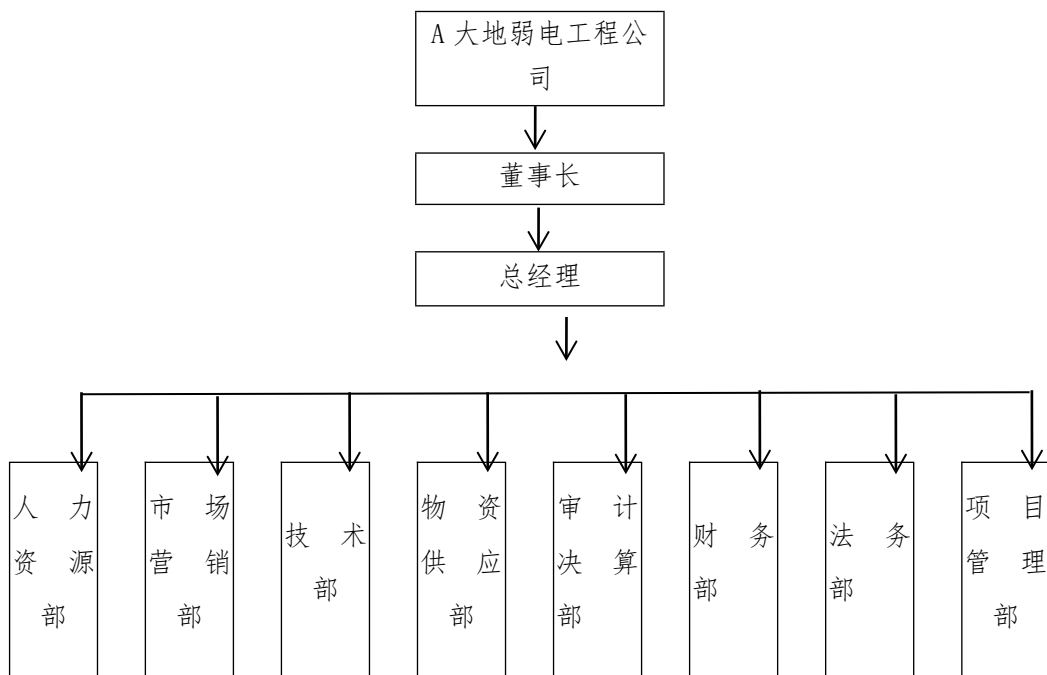 A 大地弱电工程公
司
董事长
总经理
人 力
资 源
部
市 场
营 销
部
技 术
部
物 资
供 应
部
审 计
决 算
部
财 务
部
法 务
部
项 目
管 理
部